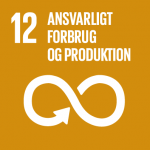 12 ANSVARLIGT
FORBRUG
OG PRODUKTION